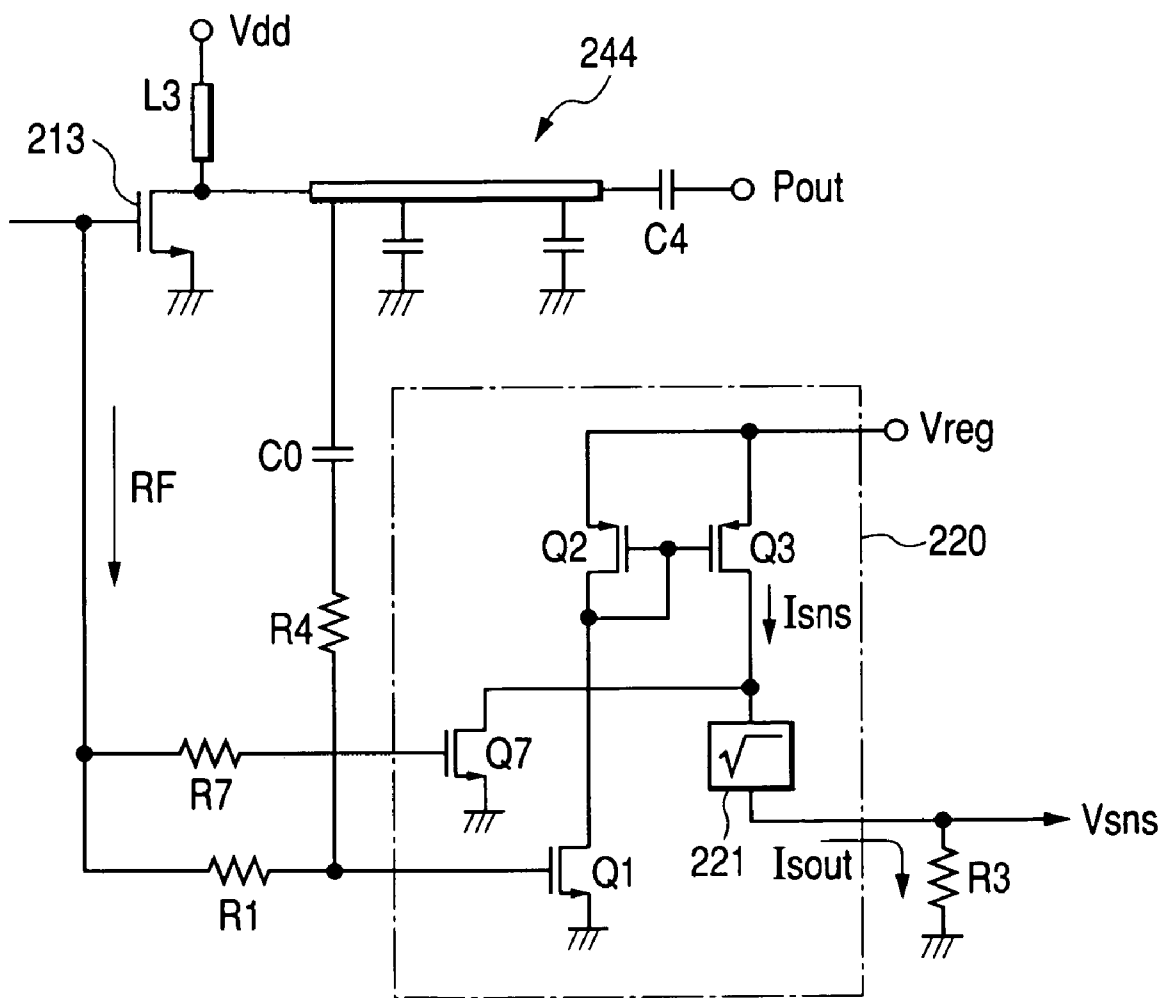 Vdd
244
L3
213
Pout
C4
C0
RF
Vreg
Q2
Q3
220
Isns
R4
Q7
R7
√
Vsns
221
Isout
R3
Q1
R1